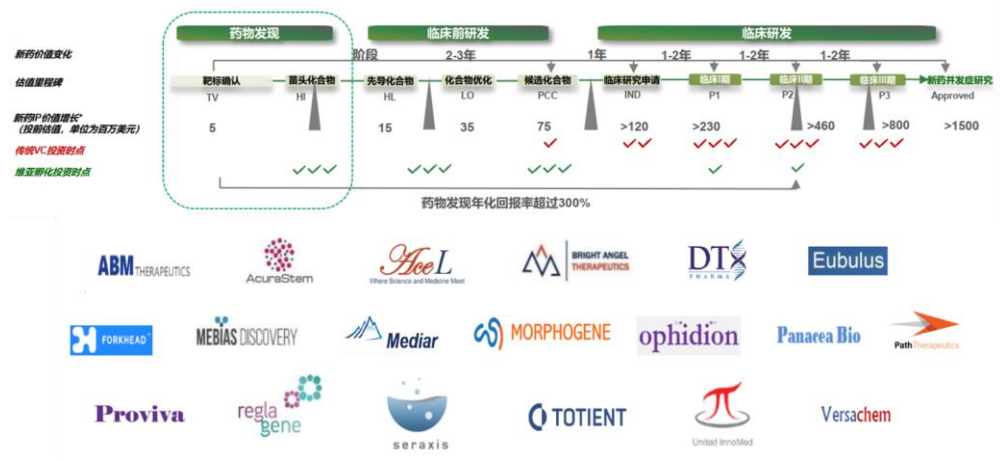 药物发现 临床前研发 临床研发
新药价值变化 阶段 2-3年 1年 1-2年 1-2年 1-2年
估值里程碑 靶标确认 苗头化合物 先导化合物 化合物优化 候选化合物 临床研究申请 临床I期 临床II期 临床III期 新药并发症研究
TV HI HL LO PCC IND P1 P2 P3 Approved
新药IP价值增长*
(投前估值，单位为百万美元) 5 15 35 75 >120 >230 >460 >800 >1500
传统VC投资时点
维亚孵化投资时点
药物发现年化回报率超过300%
ABM THERAPEUTICS
AcuraStem
AceL
Where Science and Medicine Meet
BRIGHT ANGEL
THERAPEUTICS
DTX
PHARMA
Eubulus
FORKHEAD™
MEBIAS DISCOVERY
Mediar
MORPHOGENE
ophidion
Panacea Bio
PathTherapeutics
Proviva
regla
gene
seraxis
TOTIENT
United InnoMed
Versachem